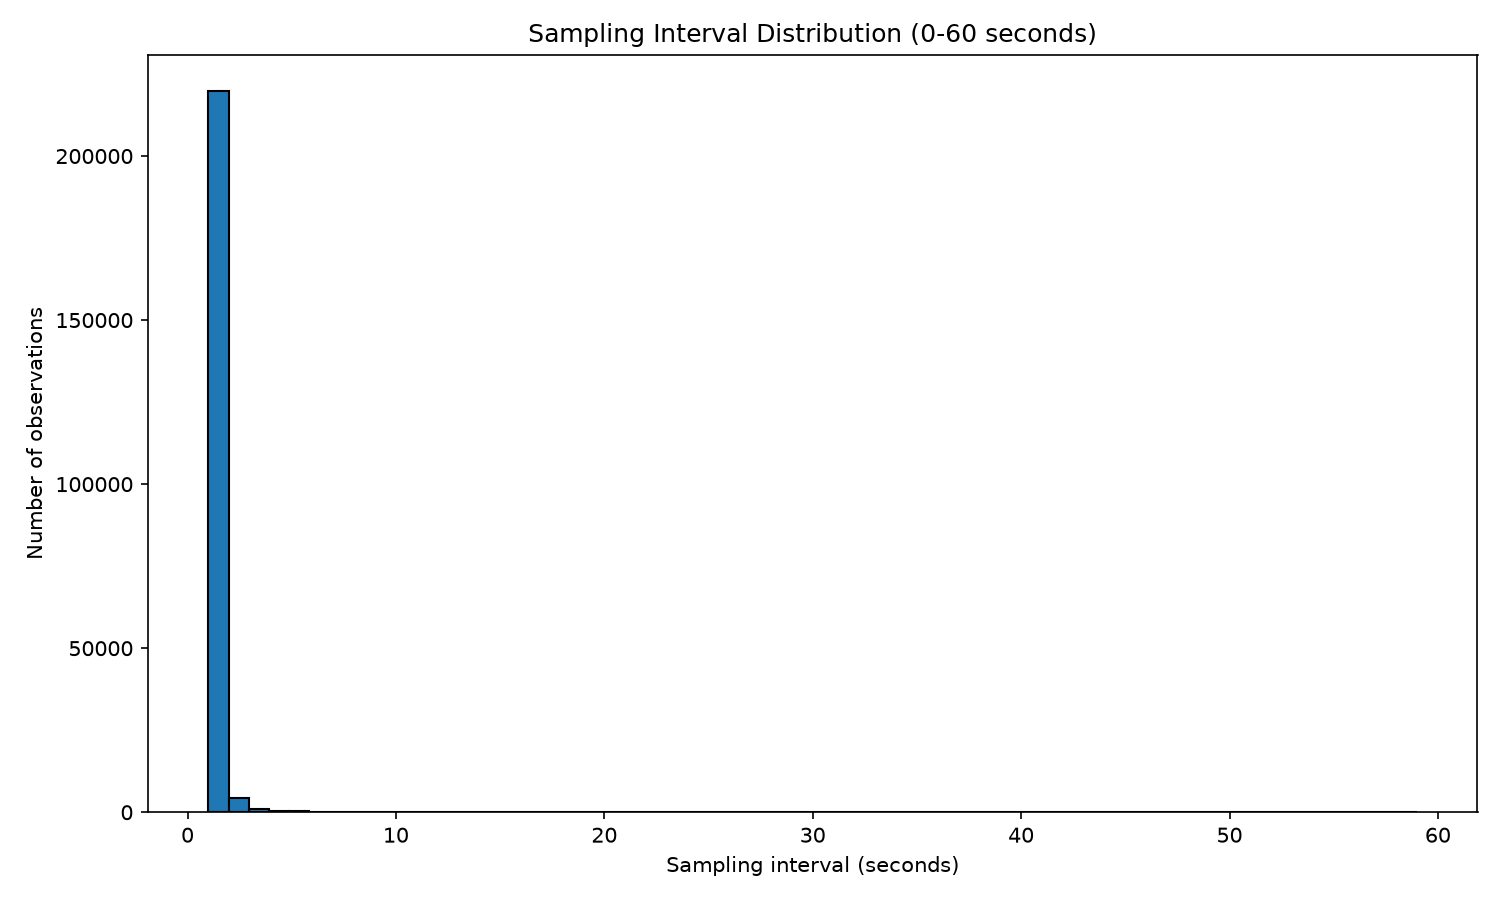 Sampling Interval Distribution (0-60 seconds)
Number of observations
200000
150000
100000
50000
0
0 10 20 30 40 50 60
Sampling interval (seconds)